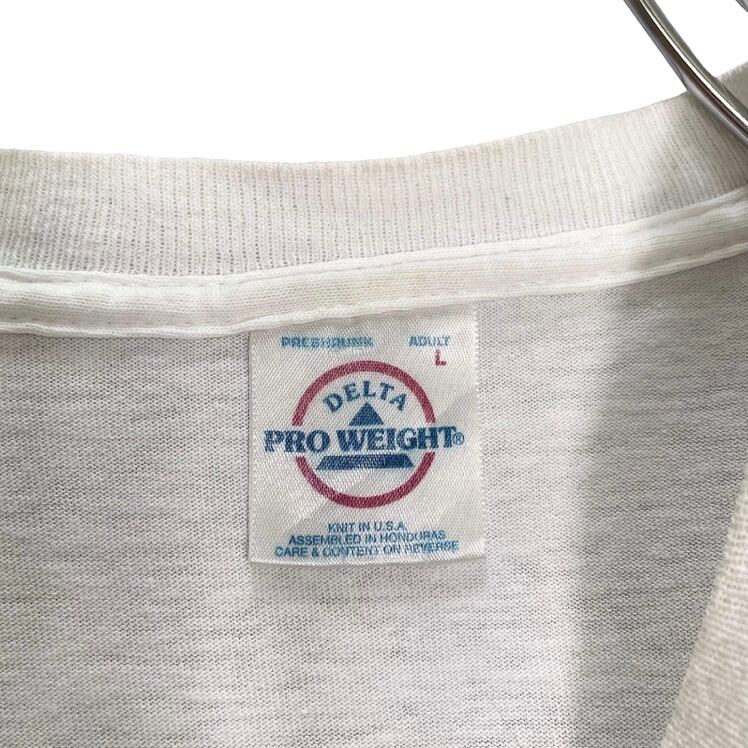 PRESHRUNK ADULT
L
DELTA
PRO WEIGHT®
KNIT IN U.S.A.
ASSEMBLED IN HONDURAS
CARE & CONTENT ON REVERSE